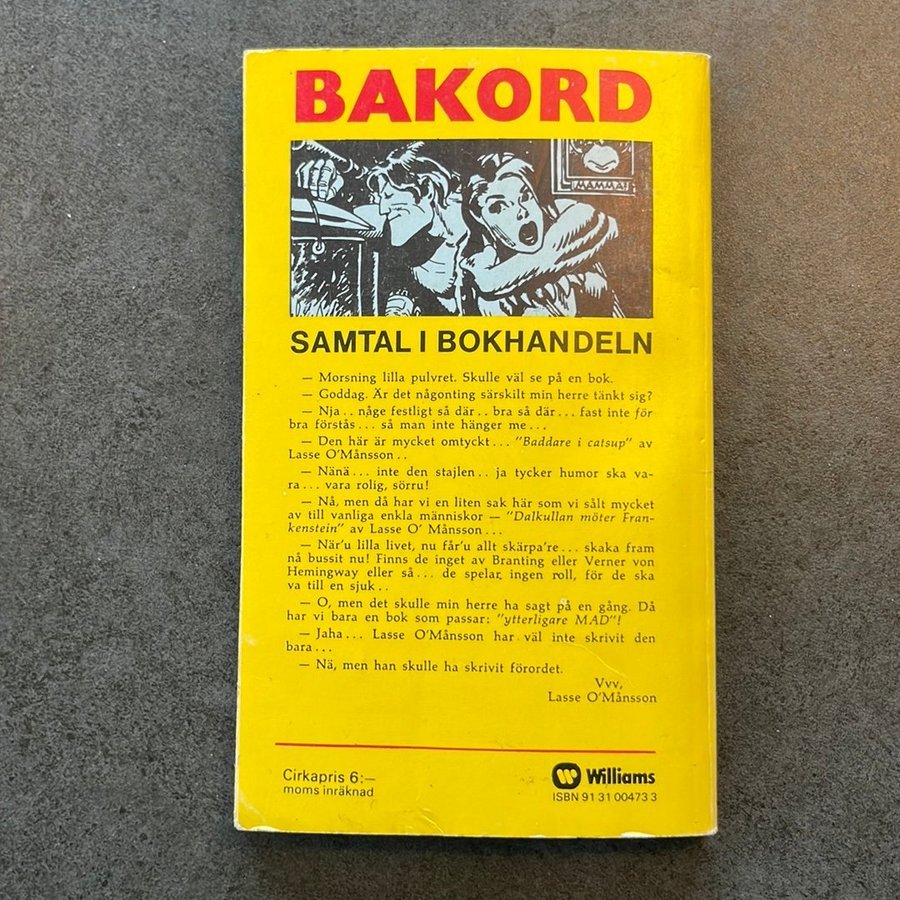 BAKORD
MAMMA!
SAMTAL I BOKHANDELN
— Morsning lilla pulvret. Skulle väl se på en bok.
— Goddag. Är det någonting särskilt min herre tänkt sig?
— Nja.. någe festligt så där.. bra så där... fast inte för
bra förstås... så man inte hänger me...
— Den här är mycket omtyckt... "Baddare i catsup" av
Lasse O'Månsson..
— Nänä... inte den stajlen.. ja tycker humor ska va-
ra... vara rolig, sörru!
— Nå, men då har vi en liten sak här som vi sålt mycket
av till vanliga enkla människor — "Dalkullan möter Fran-
kenstein" av Lasse O' Månsson...
— När'u lilla livet, nu får'u allt skärpa're... skaka fram
nå bussit nu! Finns de inget av Branting eller Verner von
Hemingway eller så... de spelar ingen roll, för de ska
va till en sjuk..
— O, men det skulle min herre ha sagt på en gång. Då
har vi bara en bok som passar: "ytterligare MAD"!
— Jaha... Lasse O'Månsson har väl inte skrivit den
bara...
— Nä, men han skulle ha skrivit förordet.
Vvv,
Lasse O'Månsson
Cirkapris 6:—
moms inräknad
Williams
ISBN 91 31 00473 3